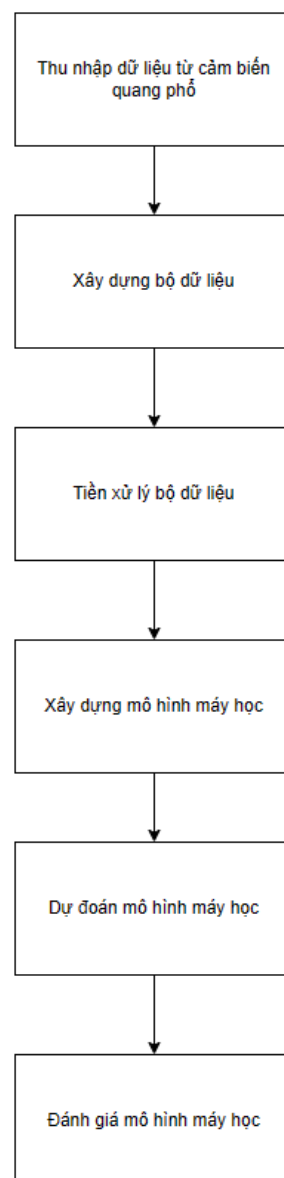 Thu nhập dữ liệu từ cảm biến
quang phổ
Xây dựng bộ dữ liệu
Tiền xử lý bộ dữ liệu
Xây dựng mô hình máy học
Dự đoán mô hình máy học
Đánh giá mô hình máy học